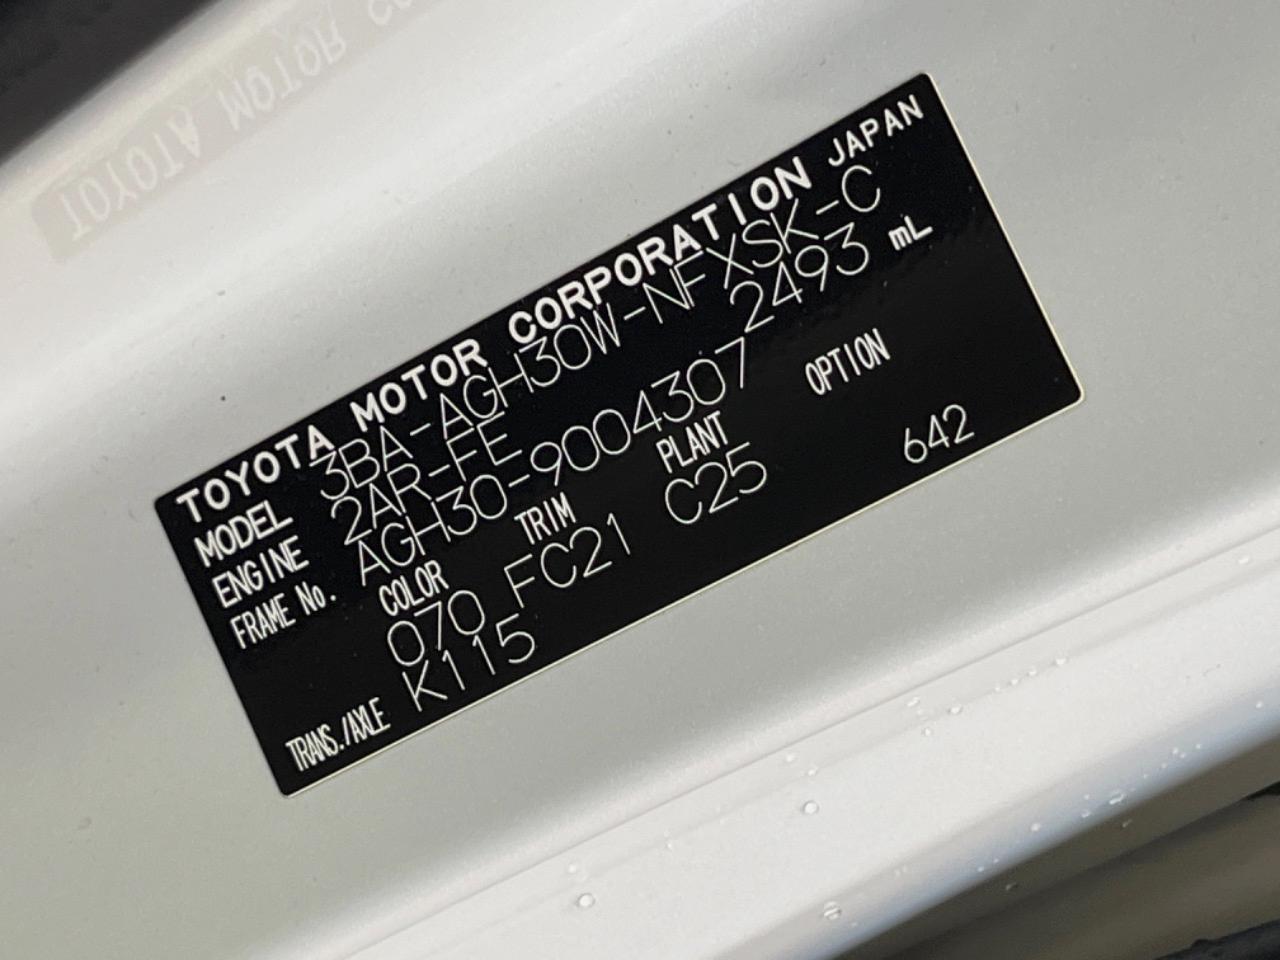 TOYOTA MOTOR CORPORATION JAPAN
MODEL 3BA-AGH30W-NFXSK-C
ENGINE 2AR-FE 2493 mL
FRAME No. AGH30-9004307
COLOR TRIM PLANT OPTION
070 FC21 C25 642
TRANS./AXLE K115
TOYOTA MOTOR CO